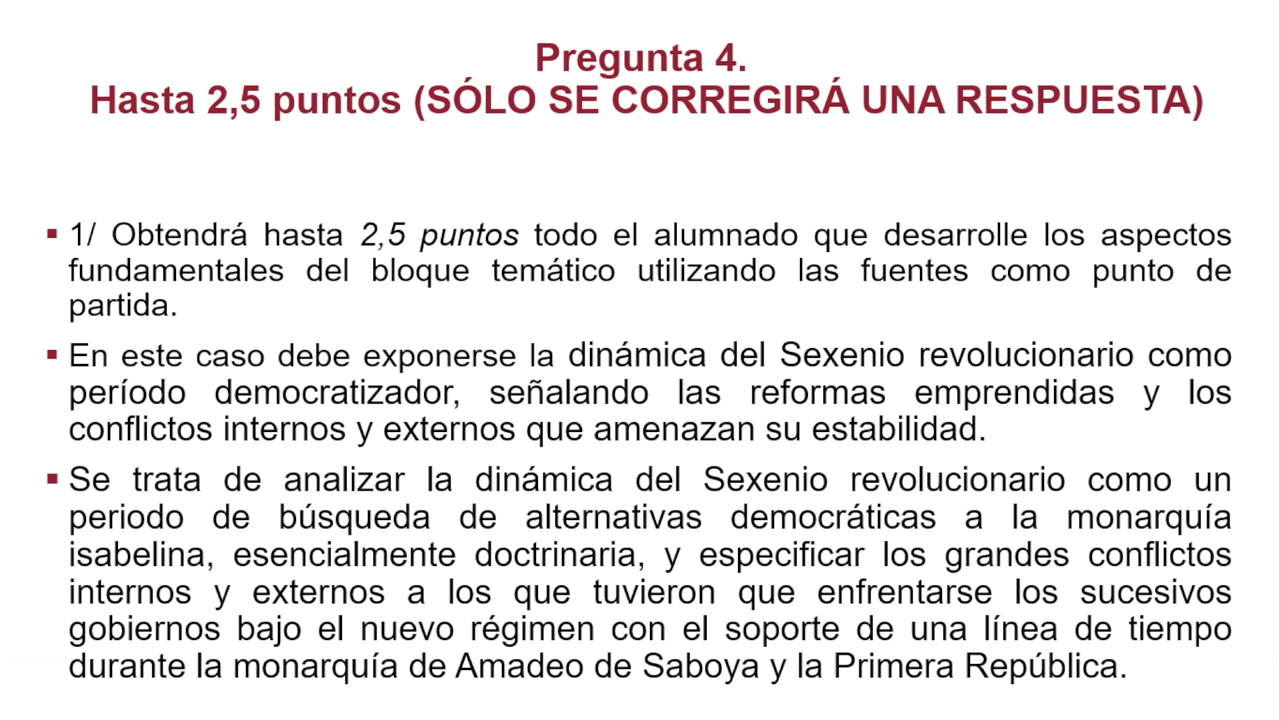 Pregunta 4.
Hasta 2,5 puntos (SÓLO SE CORREGIRÁ UNA RESPUESTA)
▪ 1/ Obtendrá hasta 2,5 puntos todo el alumnado que desarrolle los aspectos
fundamentales del bloque temático utilizando las fuentes como punto de
partida.
▪ En este caso debe exponerse la dinámica del Sexenio revolucionario como
período democratizador, señalando las reformas emprendidas y los
conflictos internos y externos que amenazan su estabilidad.
▪ Se trata de analizar la dinámica del Sexenio revolucionario como un
periodo de búsqueda de alternativas democráticas a la monarquía
isabelina, esencialmente doctrinaria, y especificar los grandes conflictos
internos y externos a los que tuvieron que enfrentarse los sucesivos
gobiernos bajo el nuevo régimen con el soporte de una línea de tiempo
durante la monarquía de Amadeo de Saboya y la Primera República.